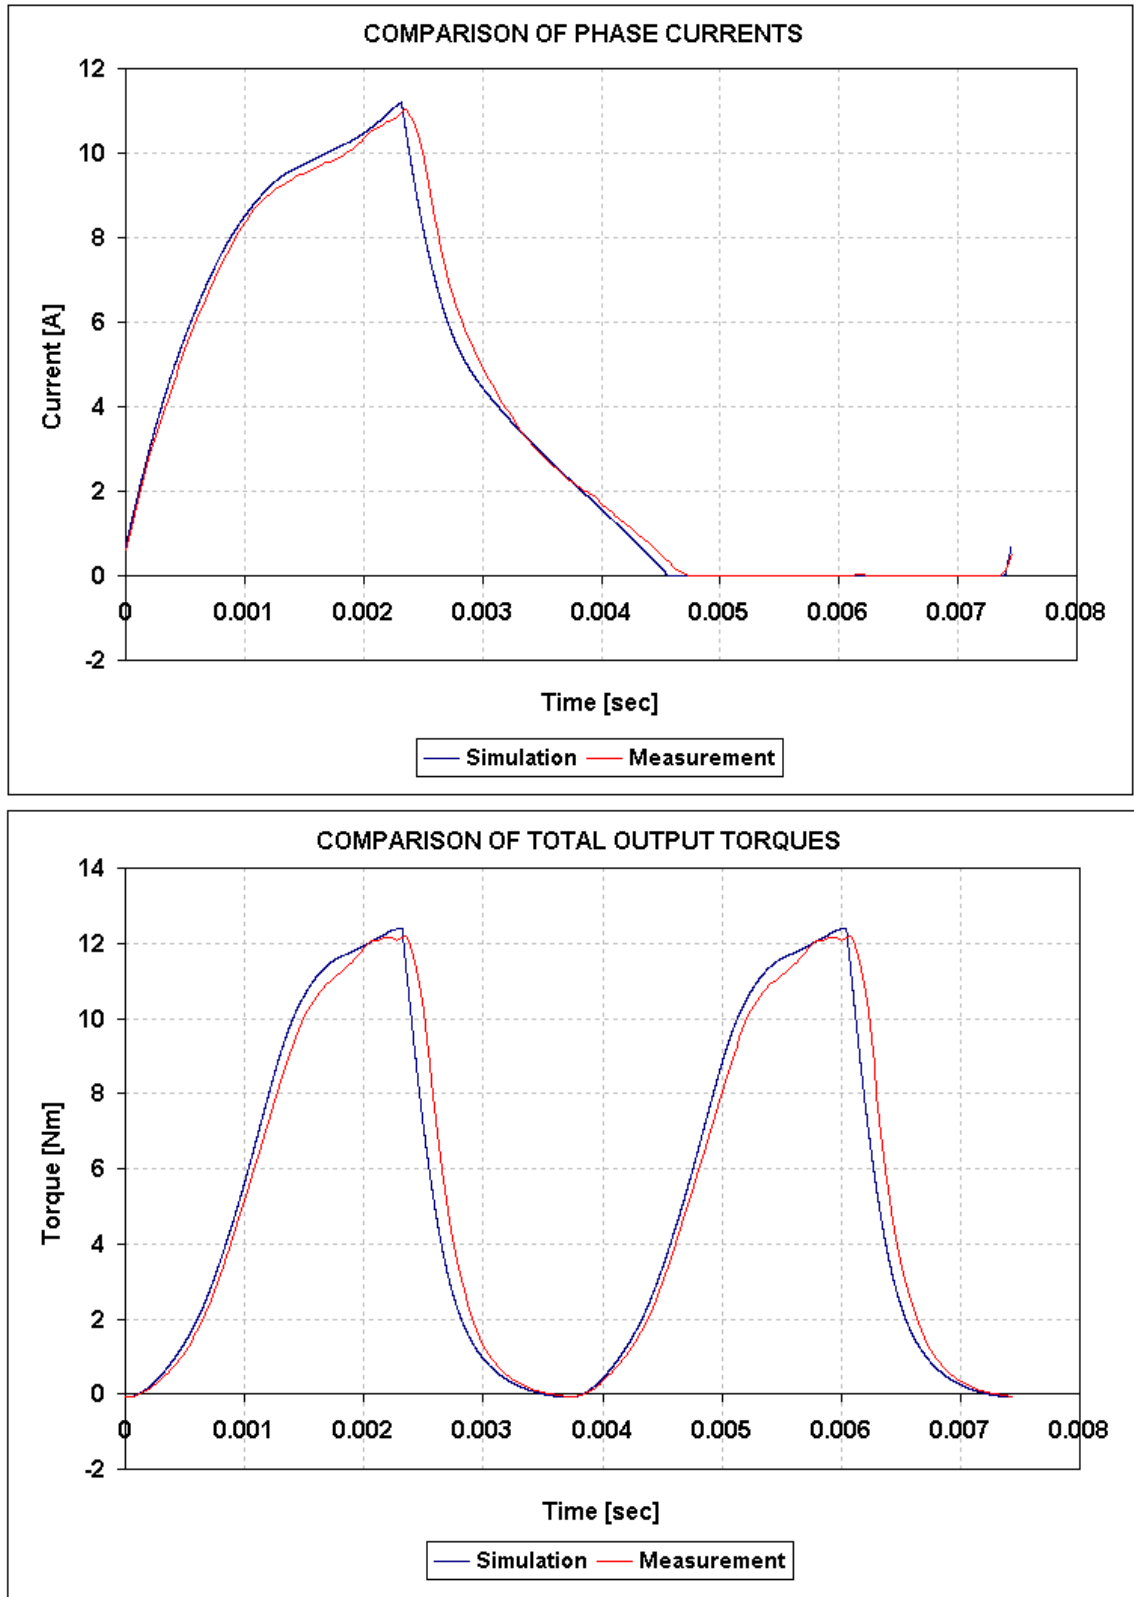 COMPARISON OF PHASE CURRENTS
12
10
8
6
4
2
0
-2
Current [A]
0 0.001 0.002 0.003 0.004 0.005 0.006 0.007 0.008
Time [sec]
Simulation Measurement
COMPARISON OF TOTAL OUTPUT TORQUES
14
12
10
8
6
4
2
0
-2
Torque [Nm]
0 0.001 0.002 0.003 0.004 0.005 0.006 0.007 0.008
Time [sec]
Simulation Measurement